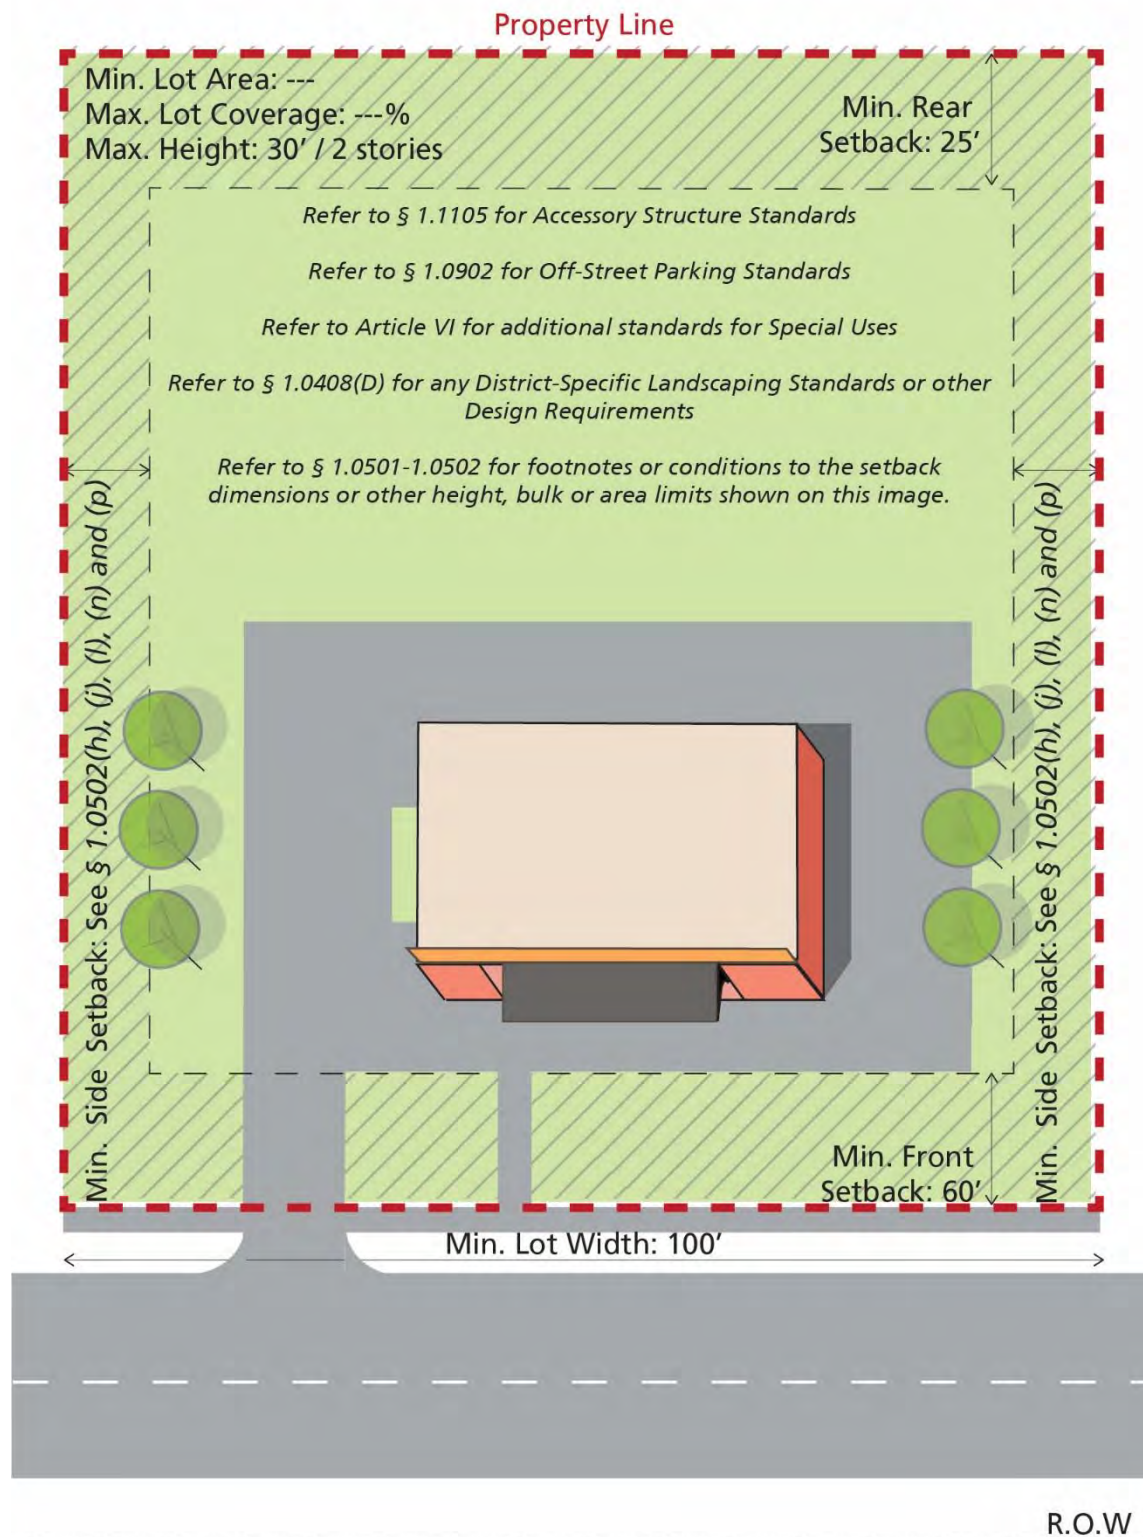 Property Line
Min. Lot Area: ---
Max. Lot Coverage: ---%
Max. Height: 30’ / 2 stories
Min. Rear
Setback: 25’
Refer to § 1.1105 for Accessory Structure Standards
Refer to § 1.0902 for Off-Street Parking Standards
Refer to Article VI for additional standards for Special Uses
Refer to § 1.0408(D) for any District-Specific Landscaping Standards or other
Design Requirements
Refer to § 1.0501-1.0502 for footnotes or conditions to the setback
dimensions or other height, bulk or area limits shown on this image.
Min. Side Setback: See § 1.0502(h), (j), (l), (n) and (p)
Min. Side Setback: See § 1.0502(h), (j), (l), (n) and (p)
Min. Front
Setback: 60’
Min. Lot Width: 100’
R.O.W